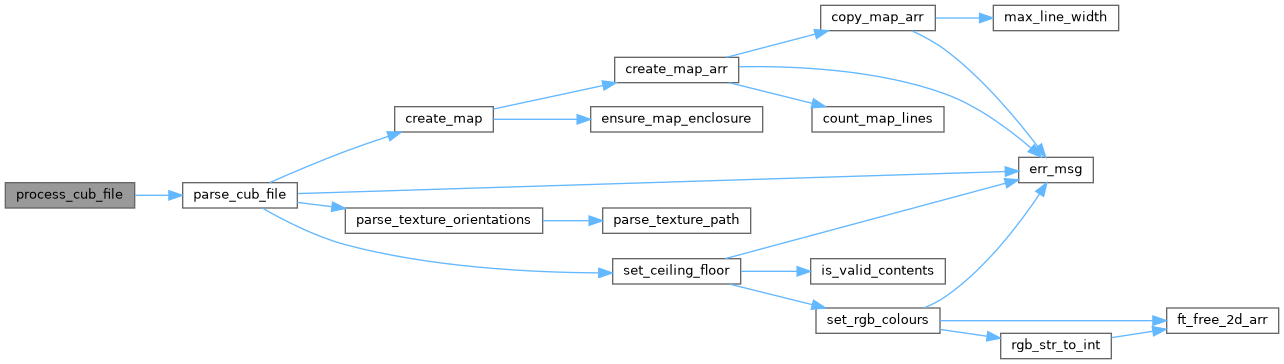 copy_map_arr
max_line_width
create_map_arr
create_map
ensure_map_enclosure
count_map_lines
err_msg
process_cub_file
parse_cub_file
parse_texture_orientations
parse_texture_path
set_ceiling_floor
is_valid_contents
set_rgb_colours
ft_free_2d_arr
rgb_str_to_int